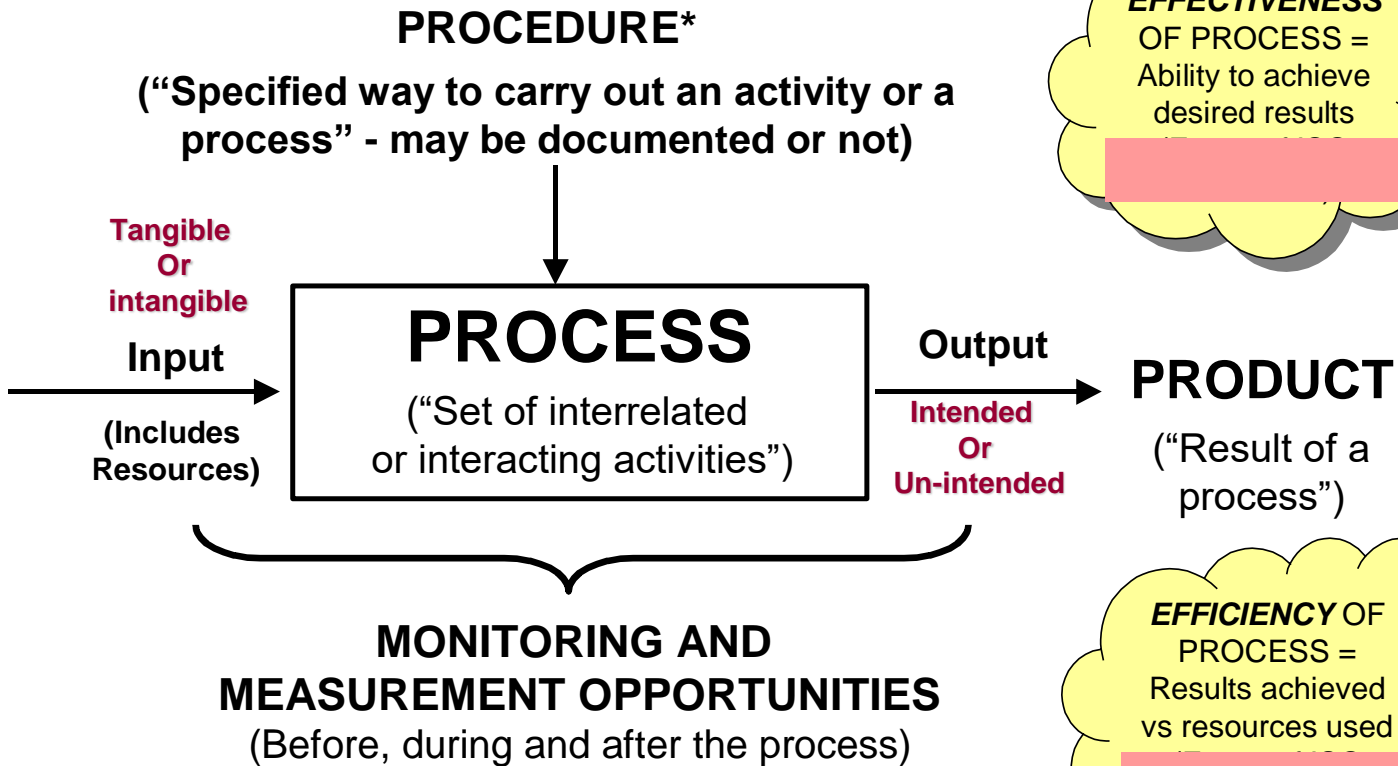 PROCEDURE*
(“Specified way to carry out an activity or a
process” - may be documented or not)
EFFECTIVENESS
OF PROCESS =
Ability to achieve
desired results
Tangible
Or
intangible
Input
(Includes
Resources)
PROCESS
(“Set of interrelated
or interacting activities”)
Output
Intended
Or
Un-intended
PRODUCT
(“Result of a
process”)
MONITORING AND
MEASUREMENT OPPORTUNITIES
(Before, during and after the process)
EFFICIENCY OF
PROCESS =
Results achieved
vs resources used